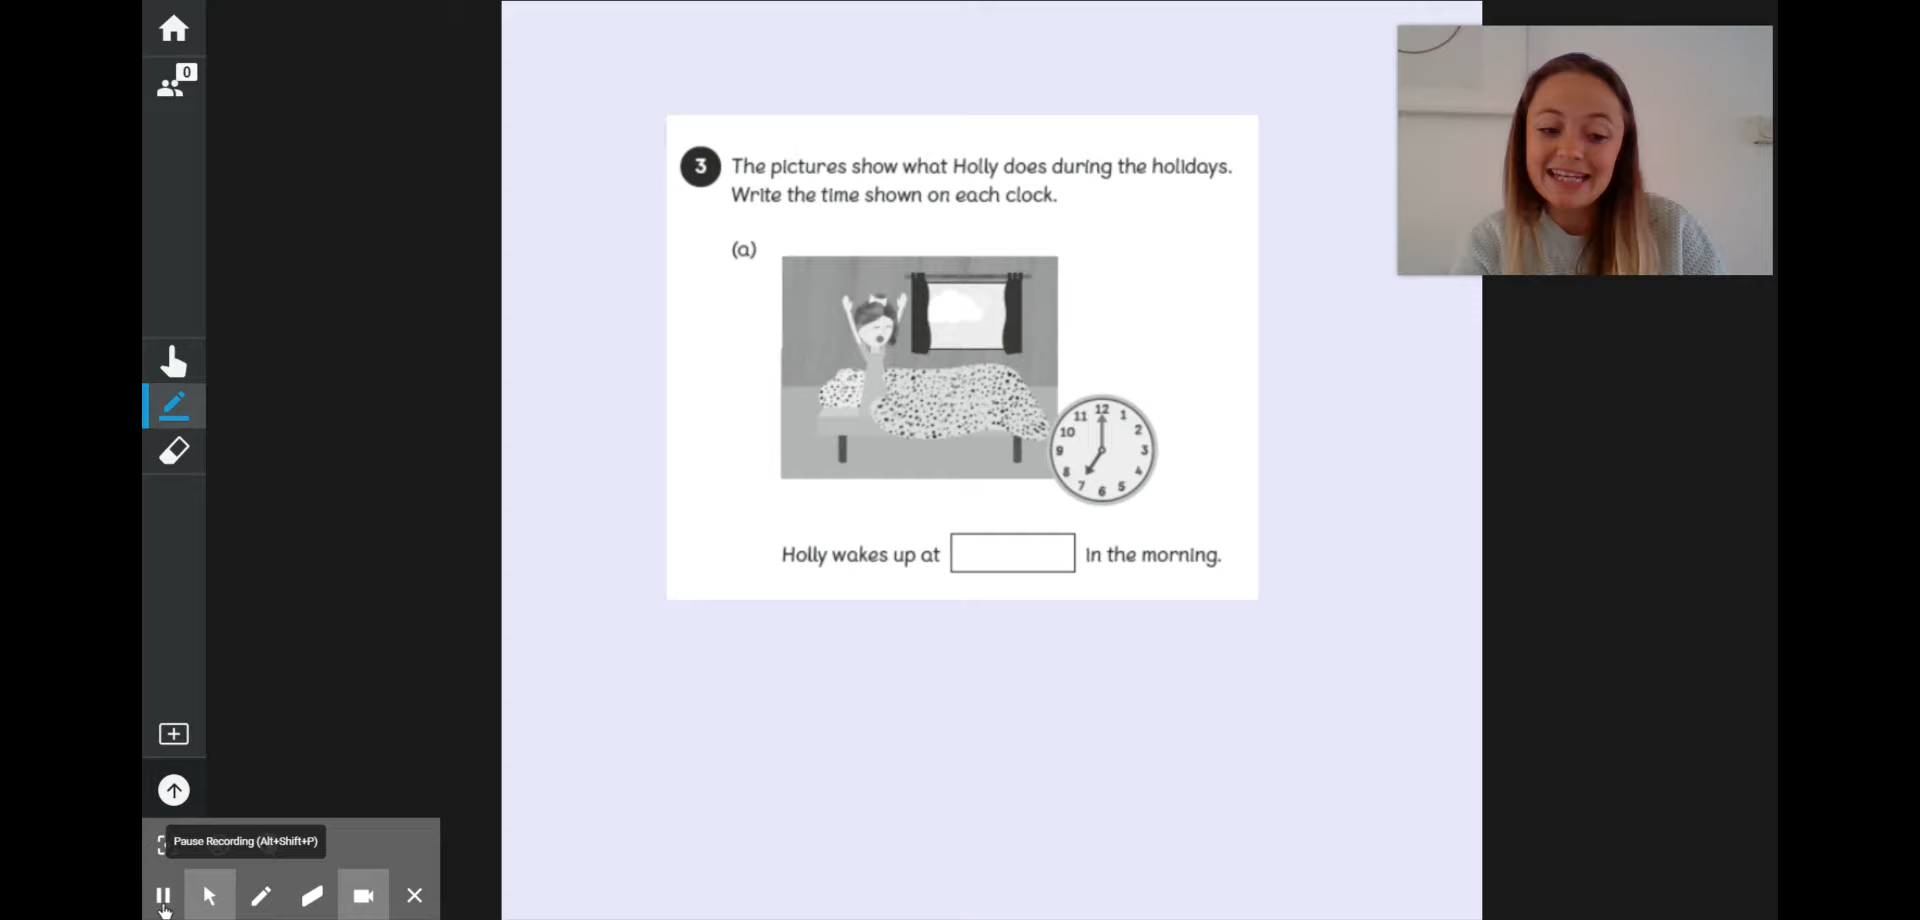 0
3 The pictures show what Holly does during the holidays.
Write the time shown on each clock.
(a)
12
11 1
10 2
9 3
8 4
7 5
6
Holly wakes up at in the morning.
Pause Recording (Alt+Shift+P)